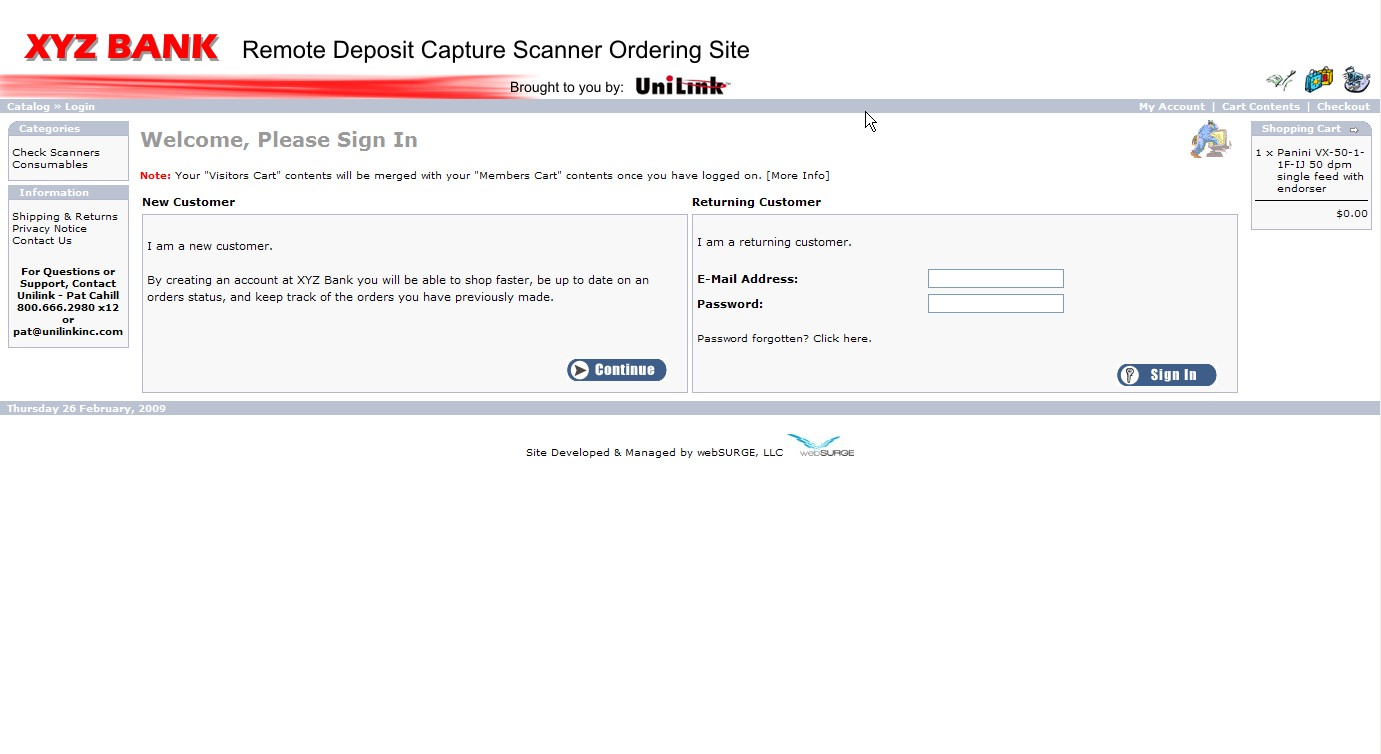 XYZ BANK Remote Deposit Capture Scanner Ordering Site
Brought to you by: UniLink
Catalog » Login
My Account | Cart Contents | Checkout
Categories
Check Scanners
Consumables
Information
Shipping & Returns
Privacy Notice
Contact Us
For Questions or
Support, Contact
Unilink - Pat Cahill
800.666.2980 x12
or
pat@unilinkinc.com
Welcome, Please Sign In
Note: Your "Visitors Cart" contents will be merged with your "Members Cart" contents once you have logged on. [More Info]
New Customer
I am a new customer.
By creating an account at XYZ Bank you will be able to shop faster, be up to date on an
orders status, and keep track of the orders you have previously made.
Continue
Returning Customer
I am a returning customer.
E-Mail Address:
Password:
Password forgotten? Click here.
Sign In
Shopping Cart
1 x Panini VX-50-1-
1F-IJ 50 dpm
single feed with
endorser
$0.00
Thursday 26 February, 2009
Site Developed & Managed by webSURGE, LLC webSURGE